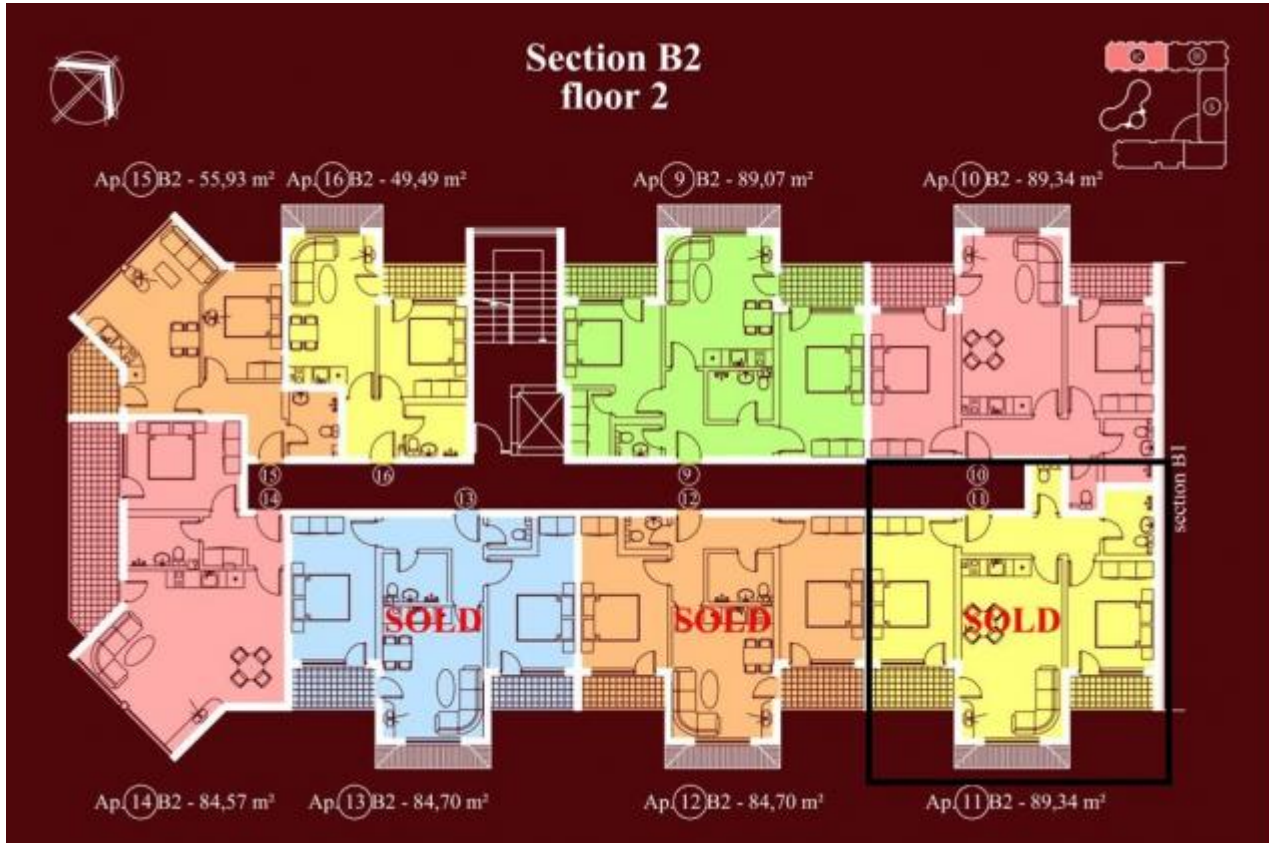 Section B2
floor 2
Ap. 15 B2 - 55,93 m²
Ap. 16 B2 - 49,49 m²
Ap. 9 B2 - 89,07 m²
Ap. 10 B2 - 89,34 m²
15
16
9
10
14
13
12
11
section B1
SOLD
SOLD
SOLD
Ap. 14 B2 - 84,57 m²
Ap. 13 B2 - 84,70 m²
Ap. 12 B2 - 84,70 m²
Ap. 11 B2 - 89,34 m²